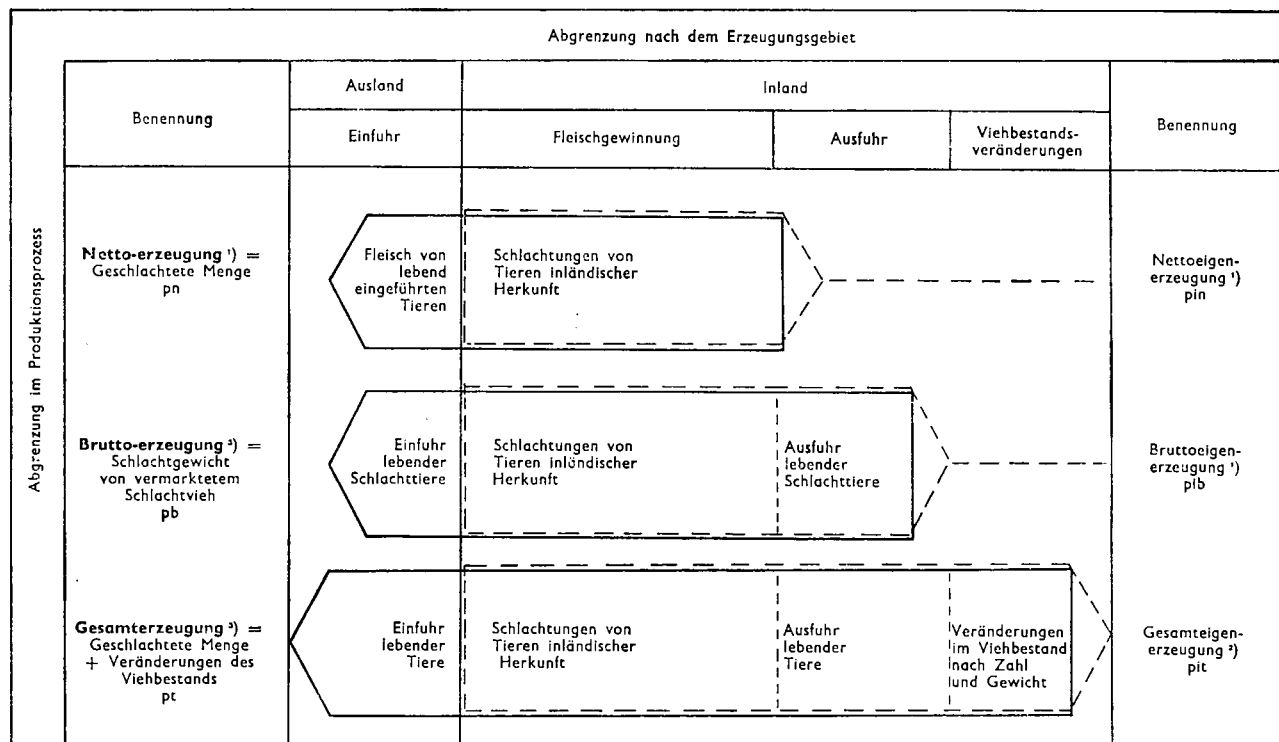 Abgrenzung nach dem Erzeugungsgebiet
Abgrenzung im Produktionsprozess
Benennung
Ausland
Inland
Benennung
Einfuhr
Fleischgewinnung
Ausfuhr
Viehbestands-
veränderungen
Netto-erzeugung ¹) =
Geschlachtete Menge
pn
Fleisch von
lebend
eingeführten
Tieren
Schlachtungen von
Tieren inländischer
Herkunft
Nettoeigen-
erzeugung ¹)
pin
Brutto-erzeugung ²) =
Schlachtgewicht
von vermarktetem
Schlachtvieh
pb
Einfuhr
lebender
Schlachttiere
Schlachtungen von
Tieren inländischer
Herkunft
Ausfuhr
lebender
Schlachttiere
Bruttoeigen-
erzeugung ¹)
pib
Gesamterzeugung ³) =
Geschlachtete Menge
+ Veränderungen des
Viehbestands
pt
Einfuhr
lebender
Tiere
Schlachtungen von
Tieren inländischer
Herkunft
Ausfuhr
lebender
Tiere
Veränderungen
im Viehbestand
nach Zahl
und Gewicht
Gesamteigen-
erzeugung ²)
pit